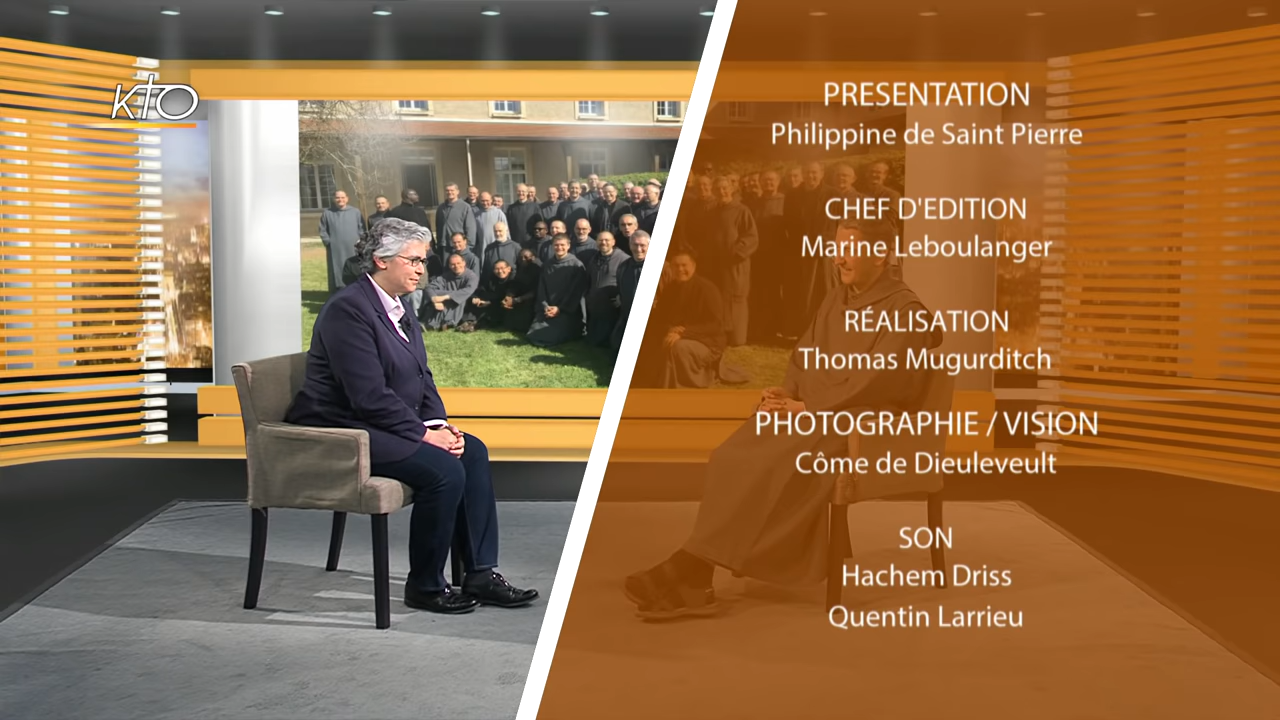 kto
PRESENTATION
Philippine de Saint Pierre
CHEF D'EDITION
Marine Leboulanger
RÉALISATION
Thomas Mugurditch
PHOTOGRAPHIE / VISION
Côme de Dieuleveult
SON
Hachem Driss
Quentin Larrieu